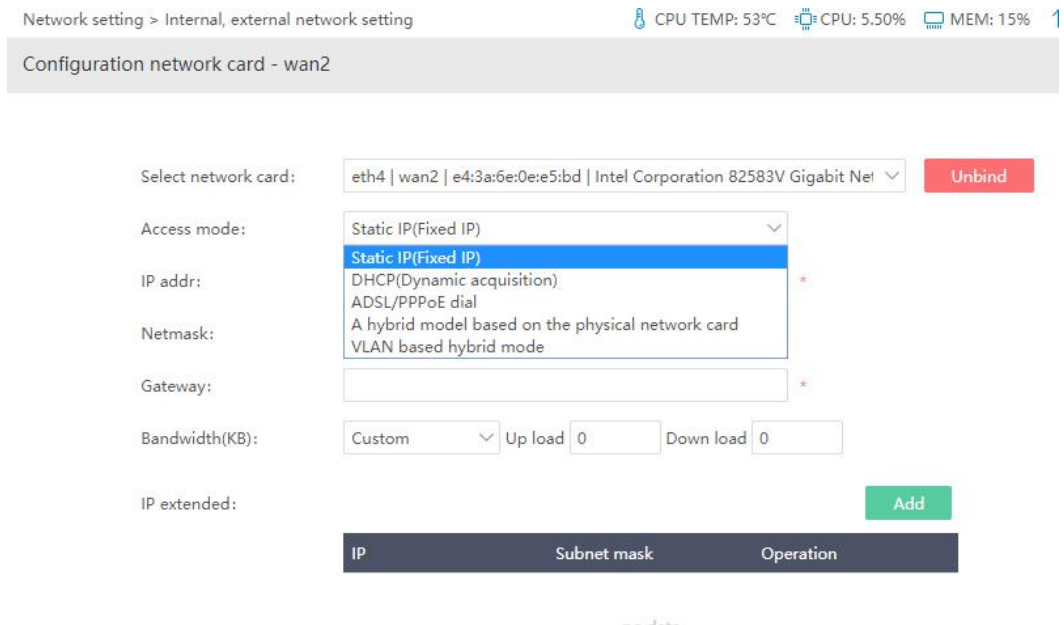 Network setting > Internal, external network setting CPU TEMP: 53℃ CPU: 5.50% MEM: 15%
Configuration network card - wan2
Select network card: eth4 | wan2 | e4:3a:6e:0e:e5:bd | Intel Corporation 82583V Gigabit Net Unbind
Access mode: Static IP(Fixed IP)
Static IP(Fixed IP)
IP addr: DHCP(Dynamic acquisition) *
ADSL/PPPoE dial
Netmask: A hybrid model based on the physical network card
VLAN based hybrid mode
Gateway: *
Bandwidth(KB): Custom Up load 0 Down load 0
IP extended: Add
IP Subnet mask Operation